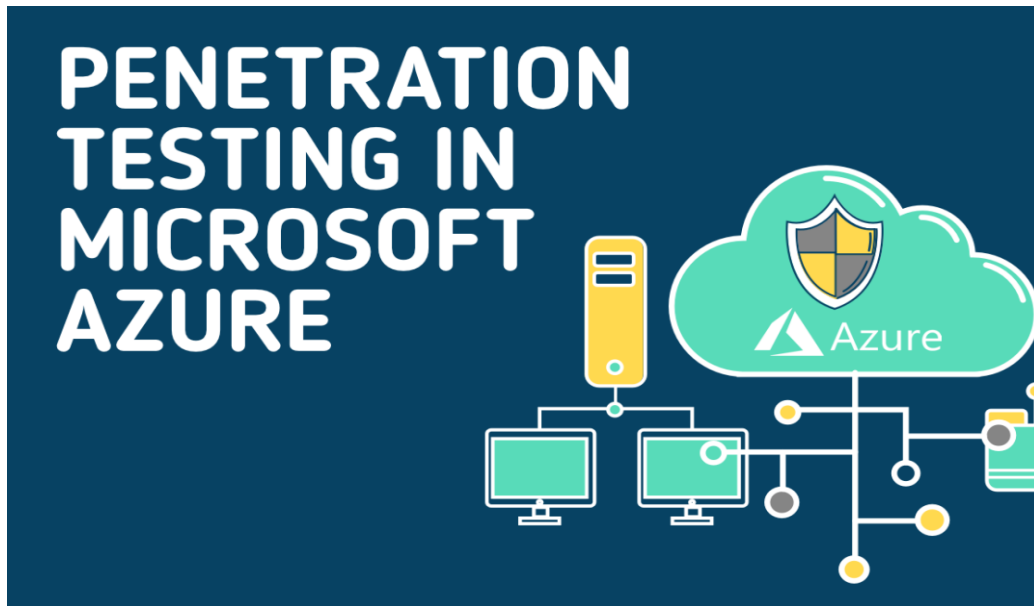 PENETRATION
TESTING IN
MICROSOFT
AZURE
Azure